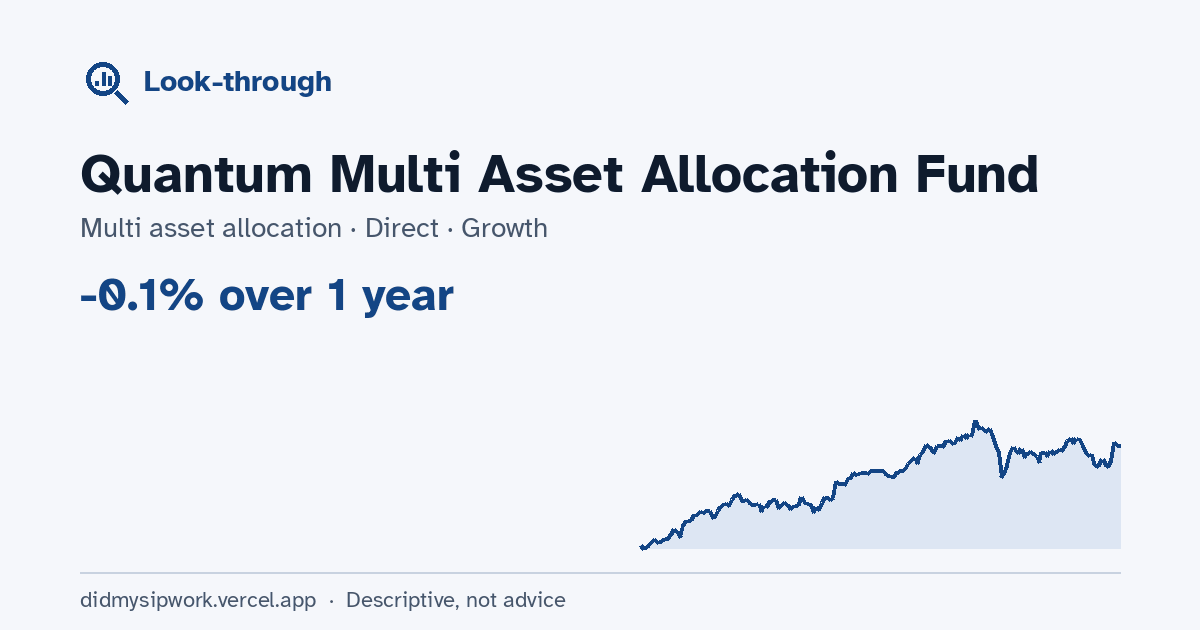 Look-through
Quantum Multi Asset Allocation Fund
Multi asset allocation · Direct · Growth
-0.1% over 1 year
didmysipwork.vercel.app · Descriptive, not advice